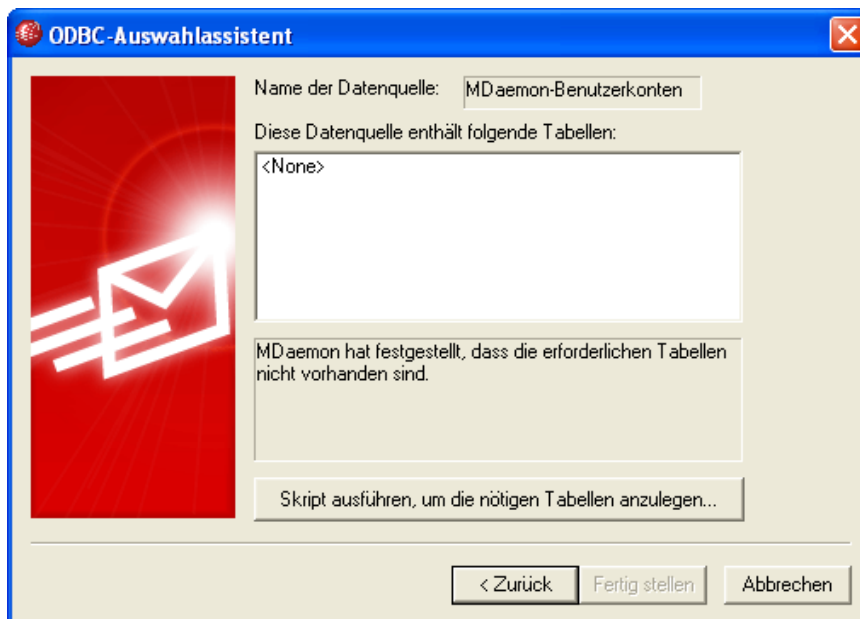 ODBC-Auswahlassistent
Name der Datenquelle: MDaemon-Benutzerkonten
Diese Datenquelle enthält folgende Tabellen:
<None>
MDaemon hat festgestellt, dass die erforderlichen Tabellen
nicht vorhanden sind.
Skript ausführen, um die nötigen Tabellen anzulegen...
< Zurück Fertig stellen Abbrechen